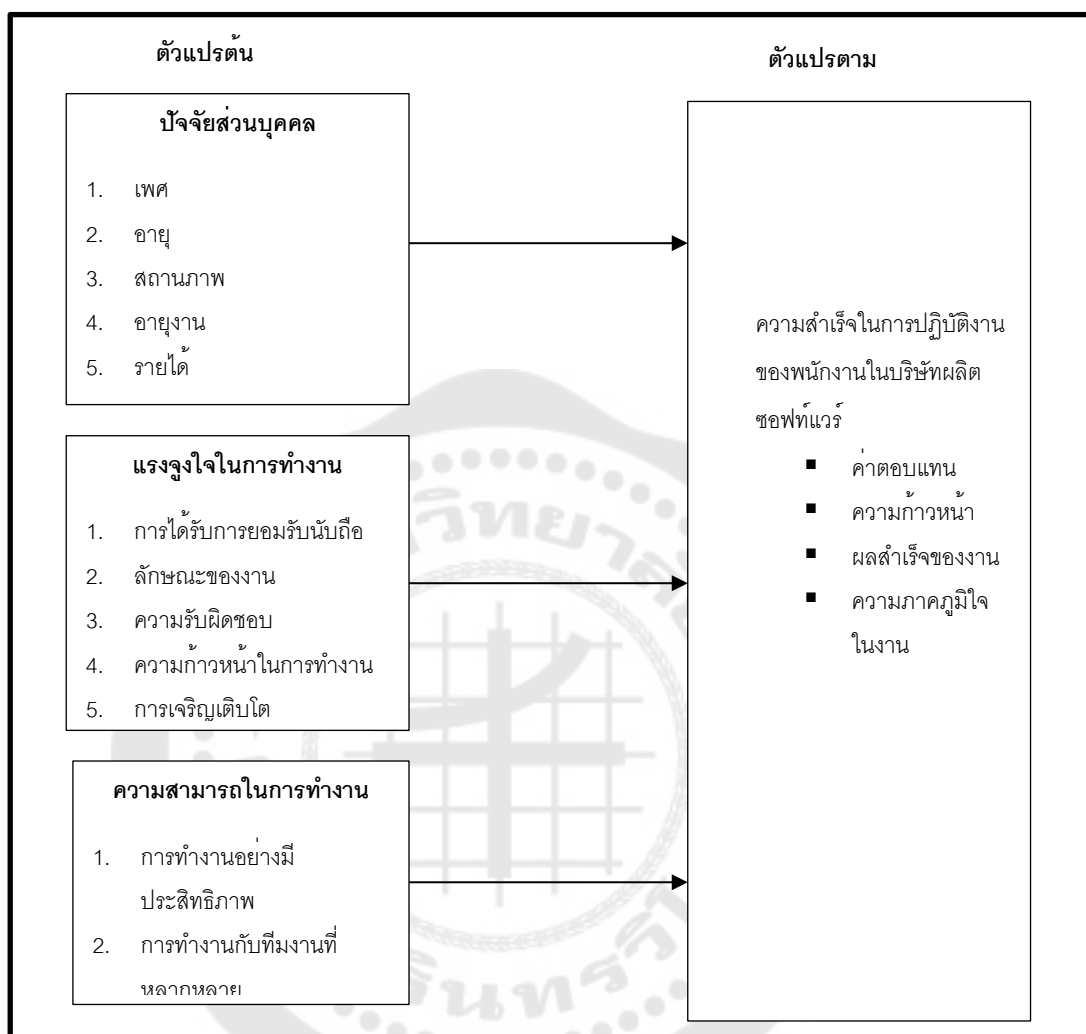 ตัวแปรต้น
ตัวแปรตาม
ปัจจัยส่วนบุคคล
1. เพศ
2. อายุ
3. สถานภาพ
4. อายุงาน
5. รายได้
แรงจูงใจในการทำงาน
1. การได้รับการยอมรับนับถือ
2. ลักษณะของงาน
3. ความรับผิดชอบ
4. ความก้าวหน้าในการทำงาน
5. การเจริญเติบโต
ความสามารถในการทำงาน
1. การทำงานอย่างมี
ประสิทธิภาพ
2. การทำงานกับทีมงานที่
หลากหลาย
ความสำเร็จในการปฏิบัติงาน
ของพนักงานในบริษัทผลิต
ซอฟท์แวร์
▪ ค่าตอบแทน
▪ ความก้าวหน้า
▪ ผลสำเร็จของงาน
▪ ความภาคภูมิใจ
ในงาน